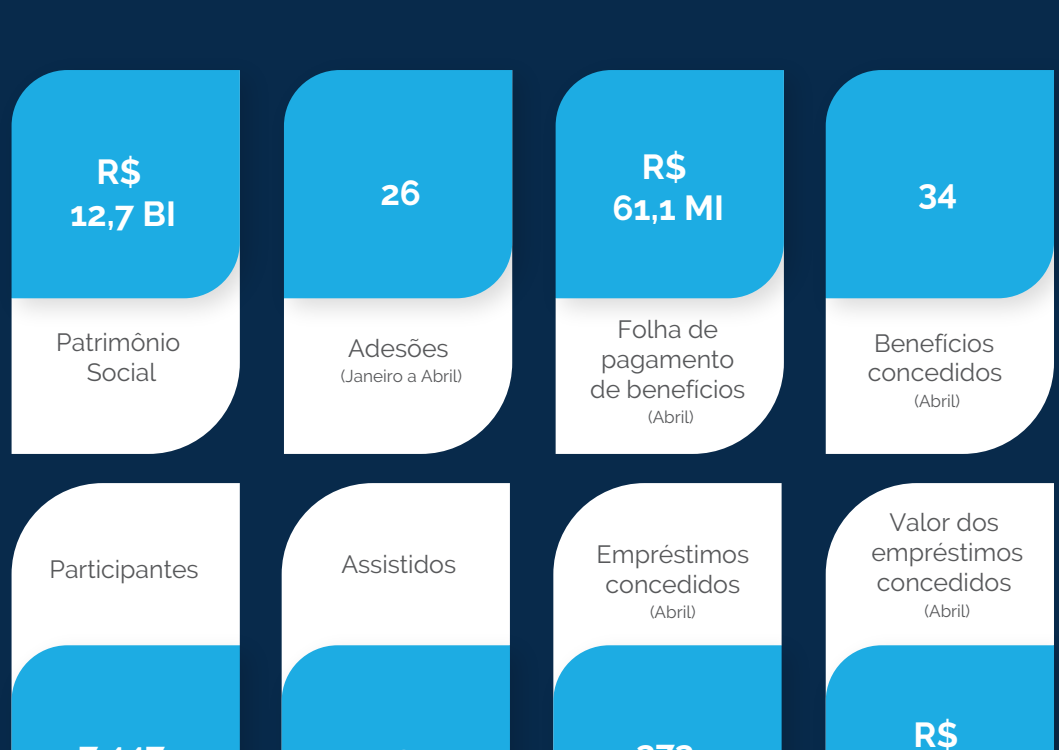 R$
12,7 BI
Patrimônio
Social
26
Adesões
(Janeiro a Abril)
R$
61,1 MI
Folha de
pagamento
de benefícios
(Abril)
34
Benefícios
concedidos
(Abril)
Participantes
Assistidos
Empréstimos
concedidos
(Abril)
Valor dos
empréstimos
concedidos
(Abril)
R$